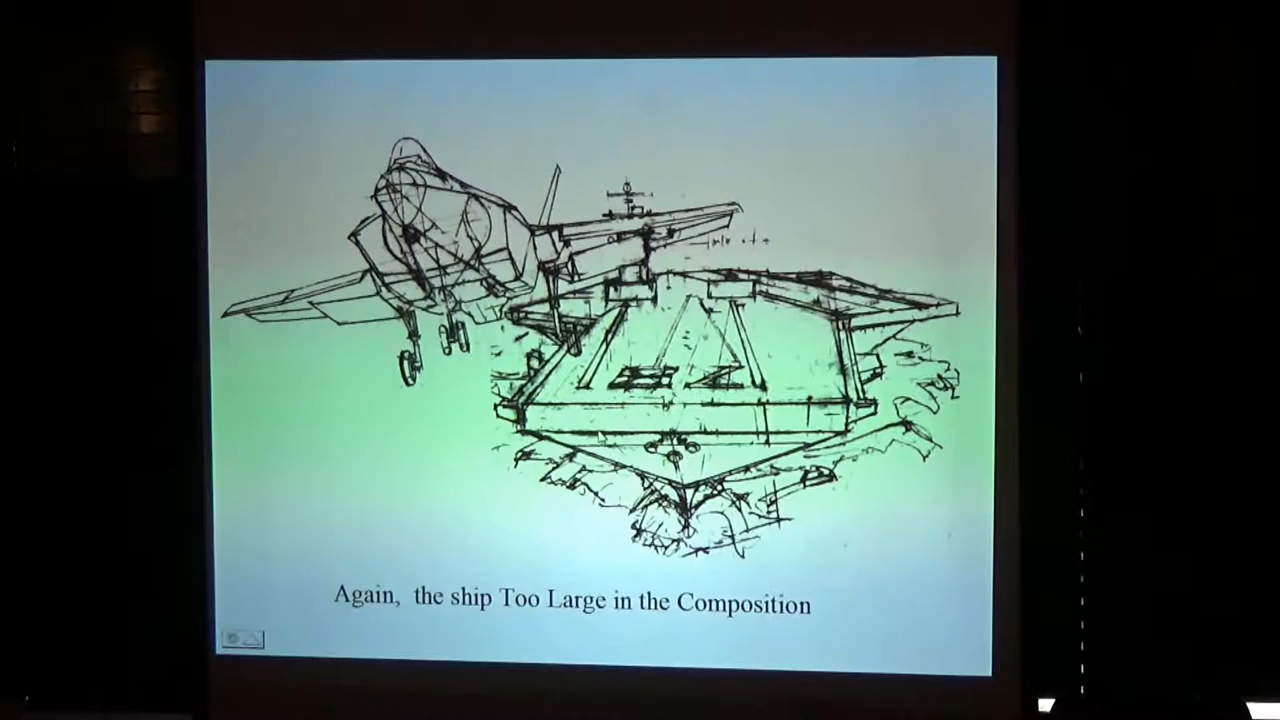 Again, the ship Too Large in the Composition